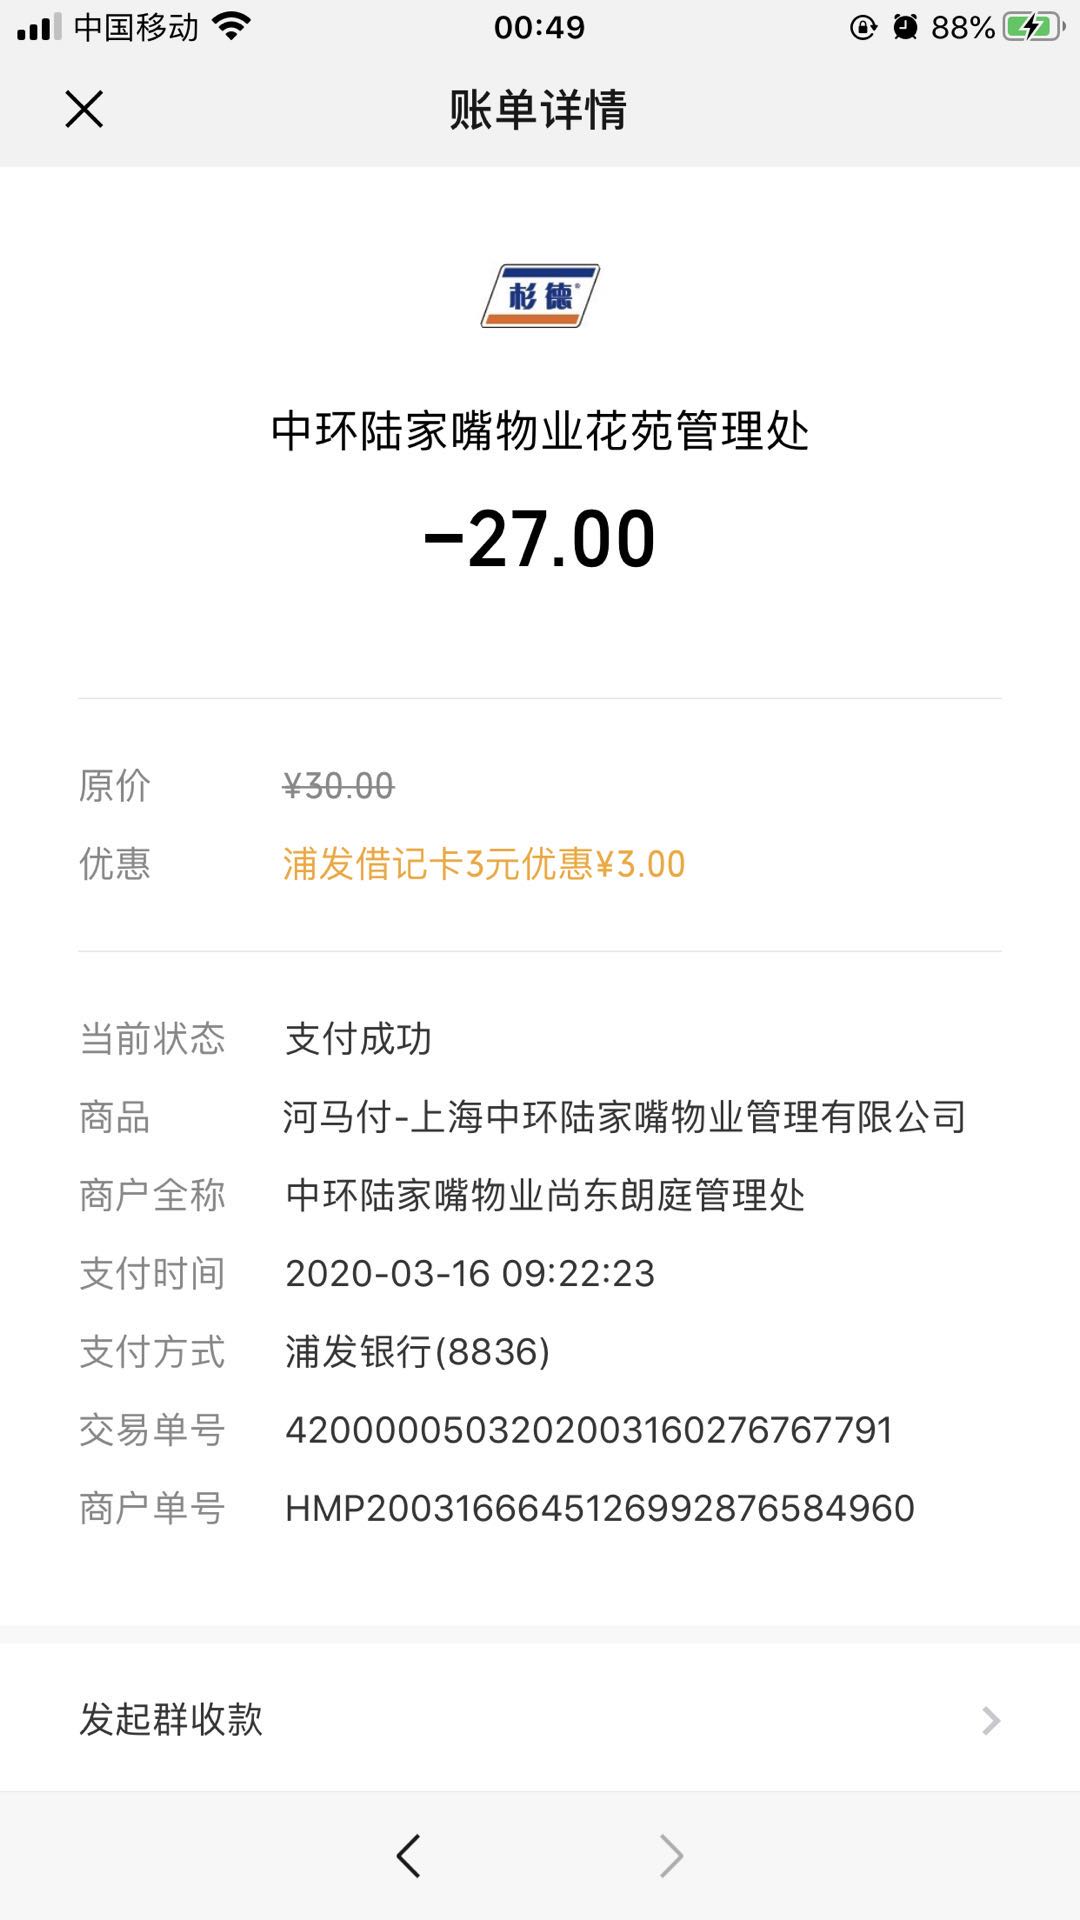 中国移动 00:49 88%
账单详情
杉德®
中环陆家嘴物业花苑管理处
-27.00
原价 ¥30.00
优惠 浦发借记卡3元优惠¥3.00
当前状态 支付成功
商品 河马付-上海中环陆家嘴物业管理有限公司
商户全称 中环陆家嘴物业尚东朗庭管理处
支付时间 2020-03-16 09:22:23
支付方式 浦发银行(8836)
交易单号 4200000503202003160276767791
商户单号 HMP20031666451269928765849​60
发起群收款